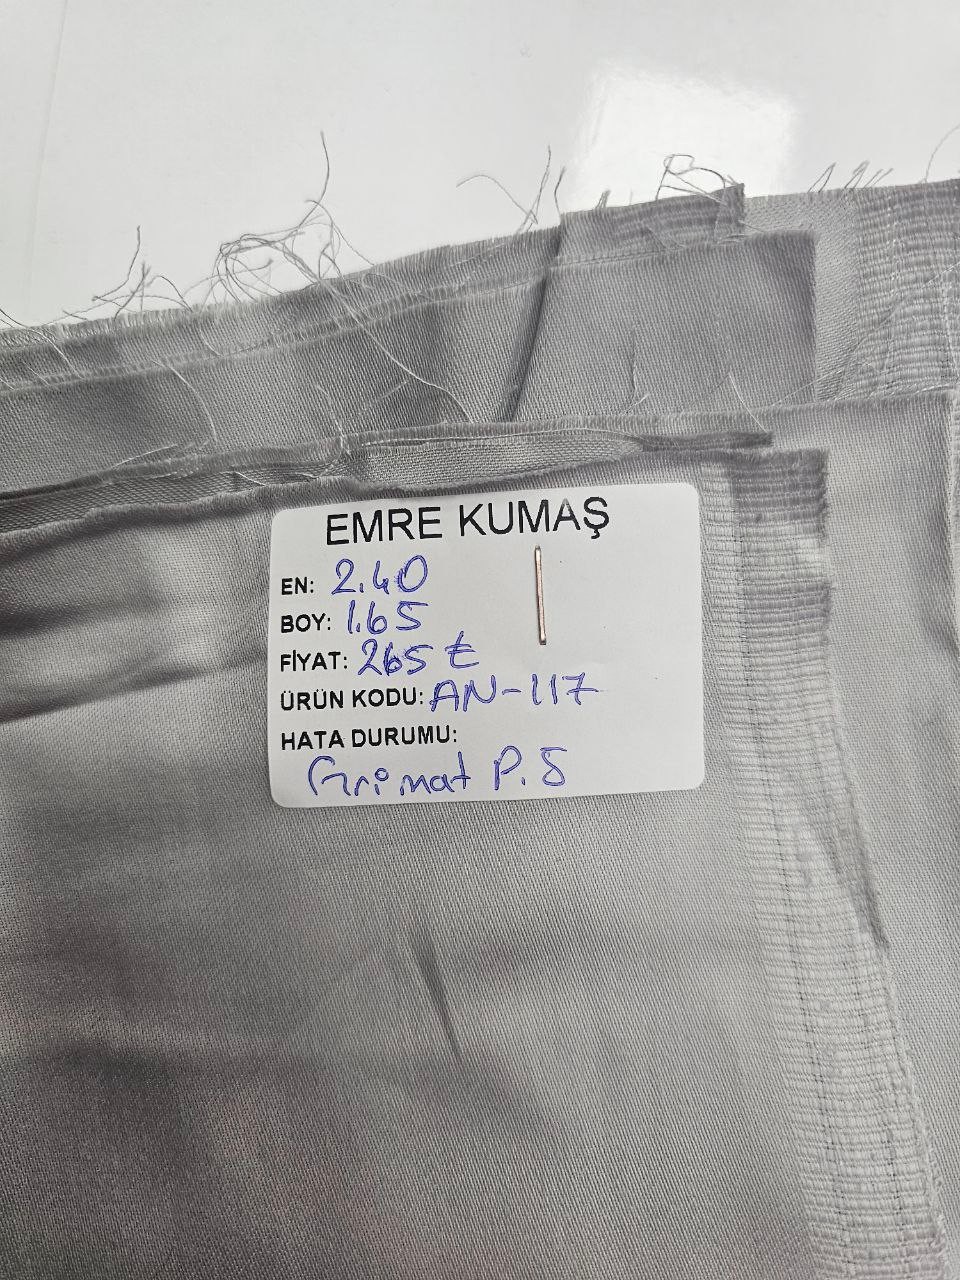 EMRE KUMAŞ
EN: 2.40
BOY: 1.65
FİYAT: 265 ₺
ÜRÜN KODU: AN-117
HATA DURUMU:
Gri mat P.S